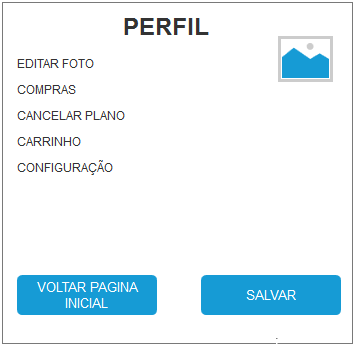 PERFIL
EDITAR FOTO
COMPRAS
CANCELAR PLANO
CARRINHO
CONFIGURAÇÃO
VOLTAR PAGINA
INICIAL
SALVAR